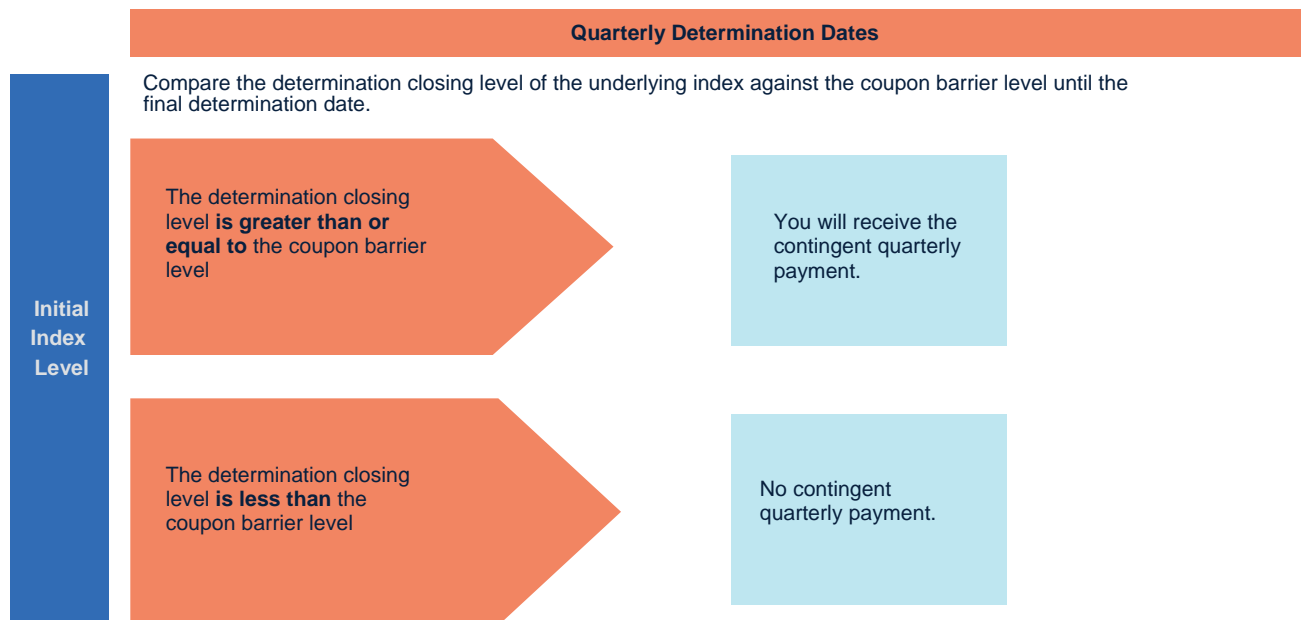 Quarterly Determination Dates
Compare the determination closing level of the underlying index against the coupon barrier level until the
final determination date.
Initial
Index
Level
The determination closing
level is greater than or
equal to the coupon barrier
level
You will receive the
contingent quarterly
payment.
The determination closing
level is less than the
coupon barrier level
No contingent
quarterly payment.